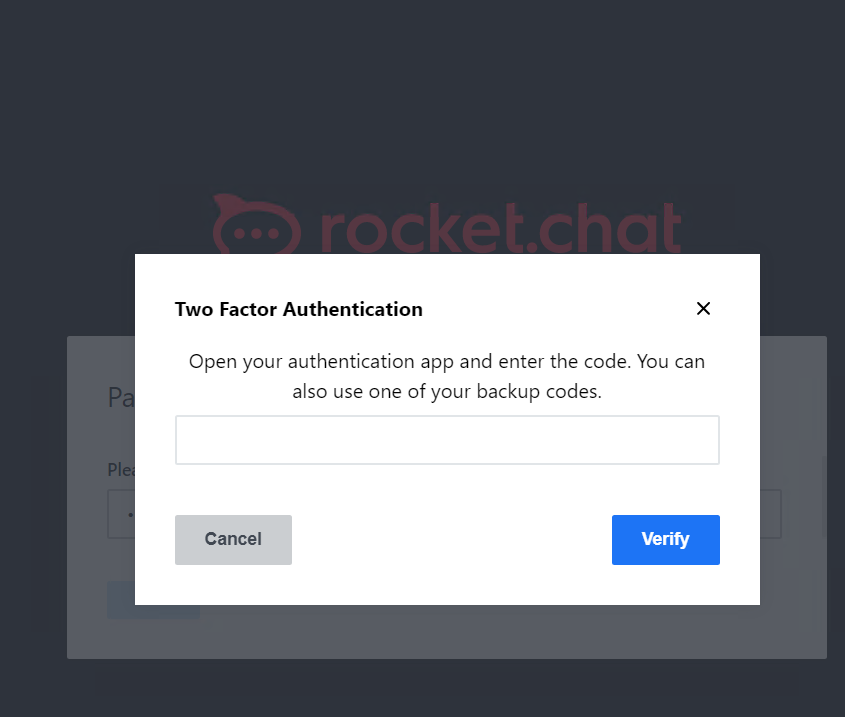 rocket.chat
Two Factor Authentication
Open your authentication app and enter the code. You can
also use one of your backup codes.
Cancel
Verify